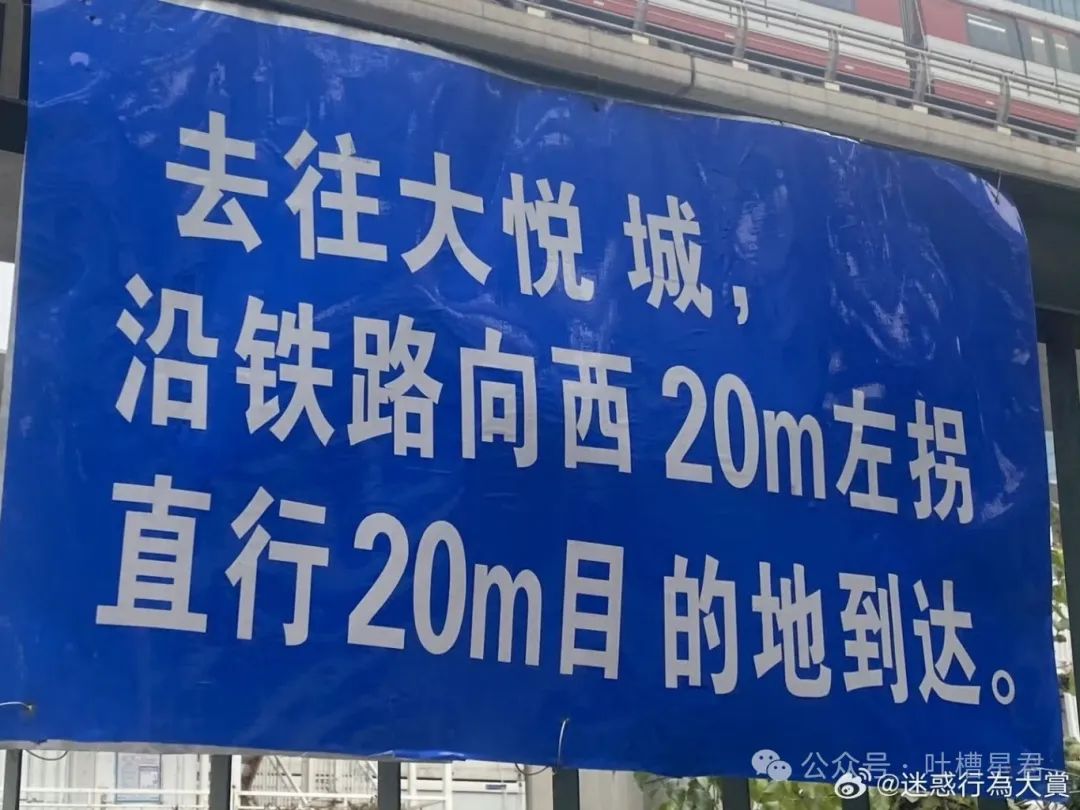 去往大悦 城，
沿铁路向西 20m左拐
直行20m目 的地到达。
公众号·吐槽星君
@迷惑行為大賞